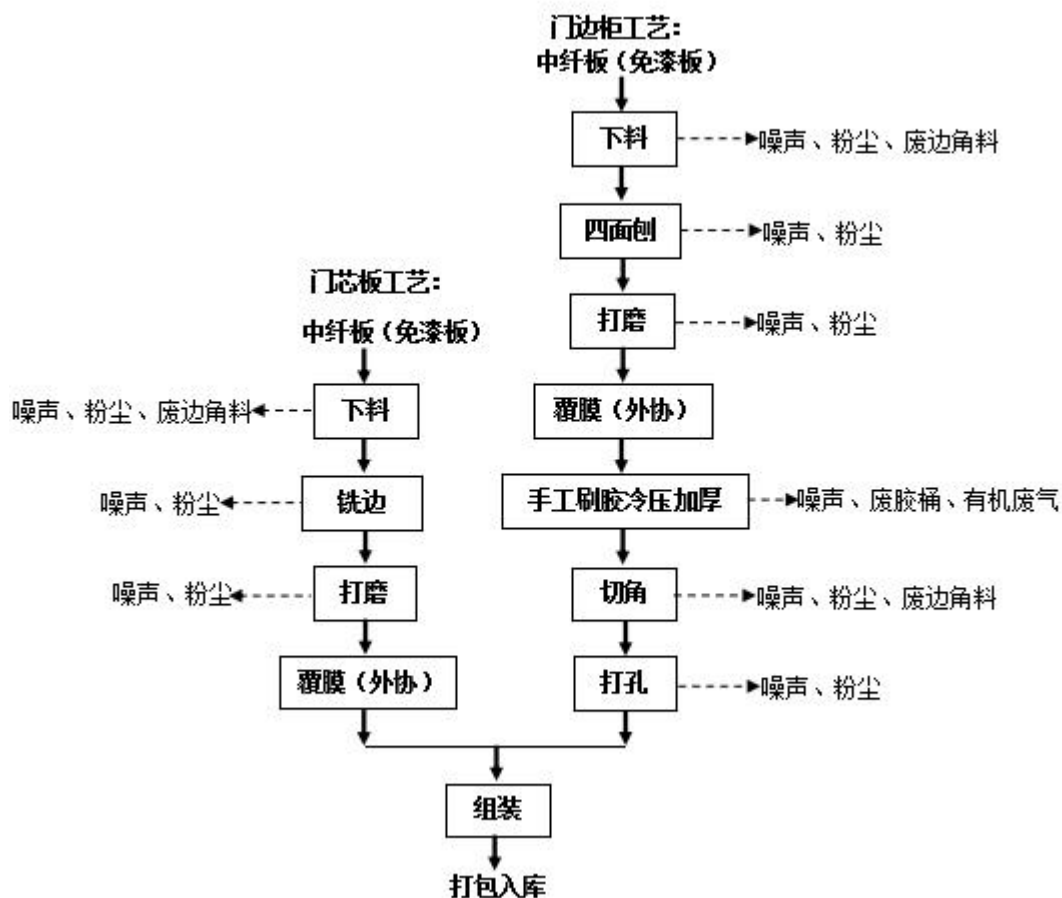 门边柜工艺：
中纤板（免漆板）
下料
噪声、粉尘、废边角料
四面刨
噪声、粉尘
打磨
噪声、粉尘
覆膜（外协）
手工刷胶冷压加厚
噪声、废胶桶、有机废气
切角
噪声、粉尘、废边角料
打孔
噪声、粉尘
门芯板工艺：
中纤板（免漆板）
噪声、粉尘、废边角料
下料
噪声、粉尘
铣边
噪声、粉尘
打磨
覆膜（外协）
组装
打包入库